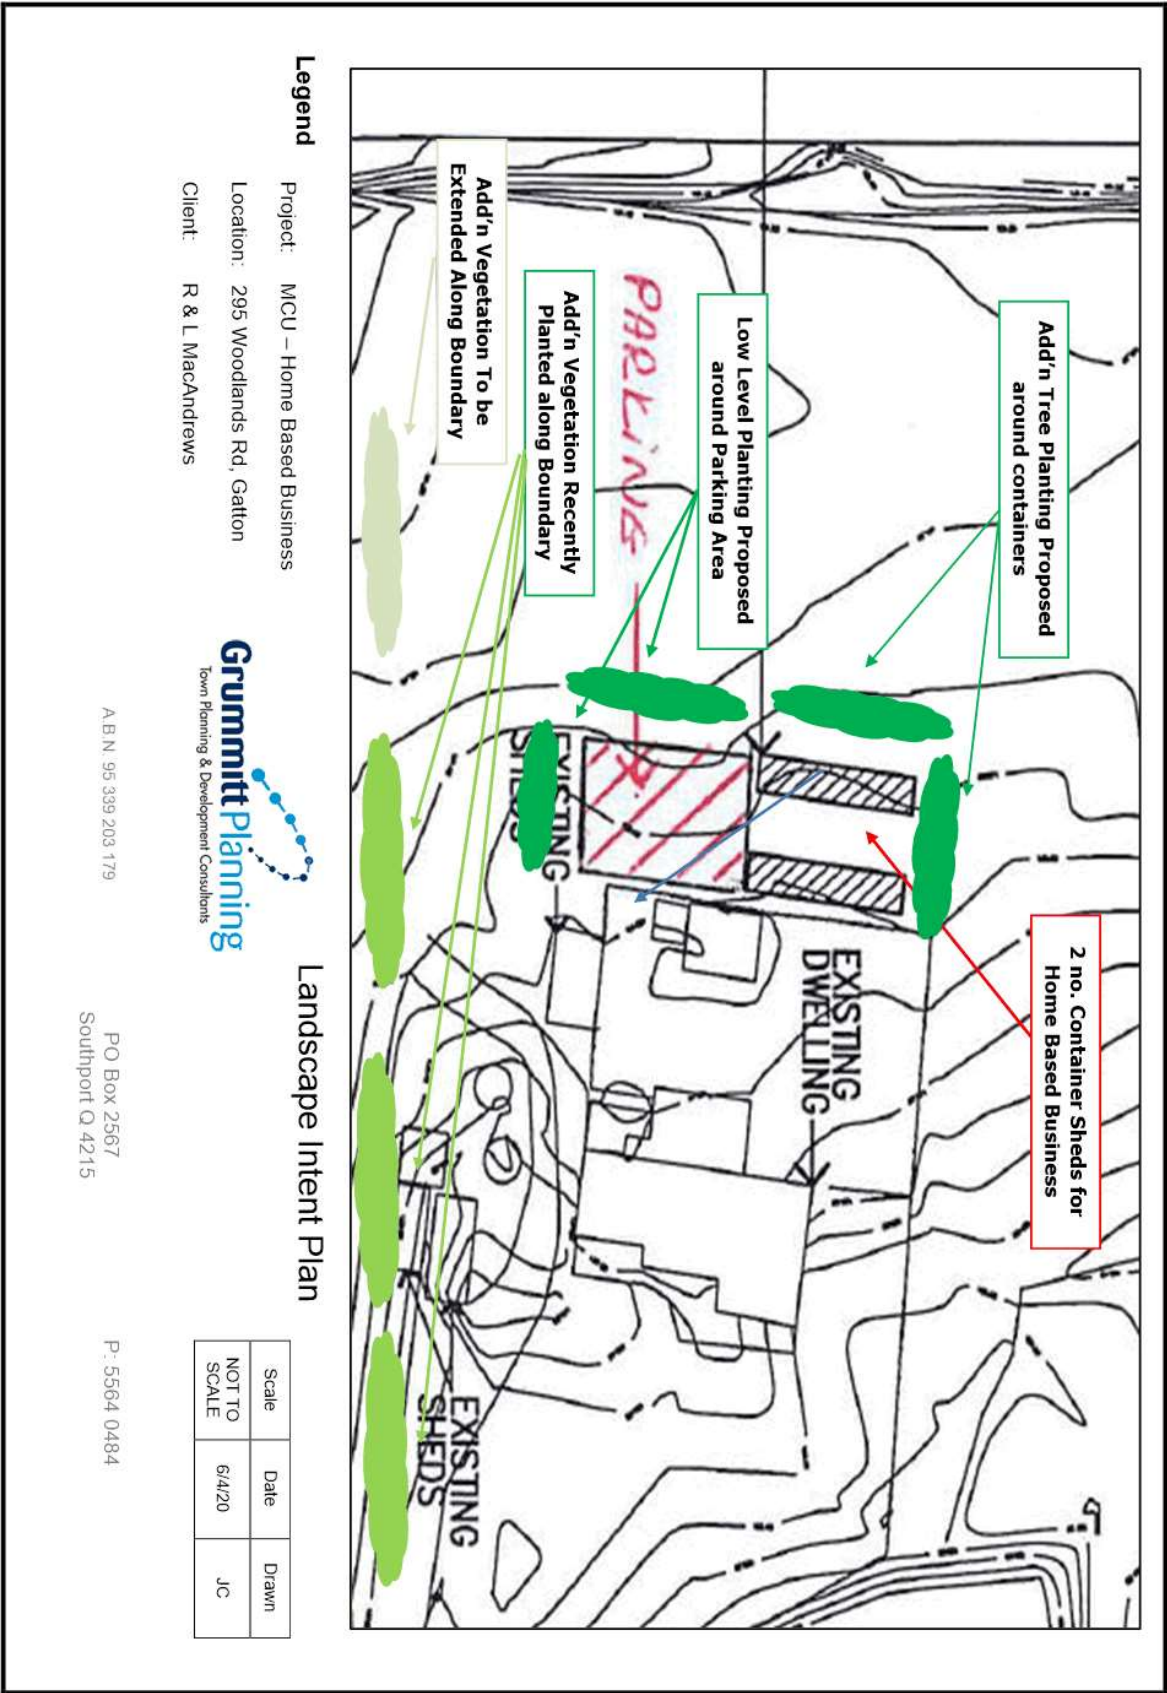 Add'n Tree Planting Proposed
around containers
2 no. Container Sheds for
Home Based Business
Low Level Planting Proposed
around Parking Area
EXISTING
DWELLING
PARKING
Add'n Vegetation Recently
Planted along Boundary
EXISTING
SHEDS
Add'n Vegetation To be
Extended Along Boundary
EXISTING
SHEDS
Legend
Project: MCU – Home Based Business
Location: 295 Woodlands Rd, Gatton
Client: R & L MacAndrews
Grummitt Planning
Town Planning & Development Consultants
Landscape Intent Plan
Scale Date Drawn
NOT TO SCALE 6/4/20 JC
A.B.N. 95 339 203 179
PO Box 2567
Southport Q 4215
P: 5564 0484